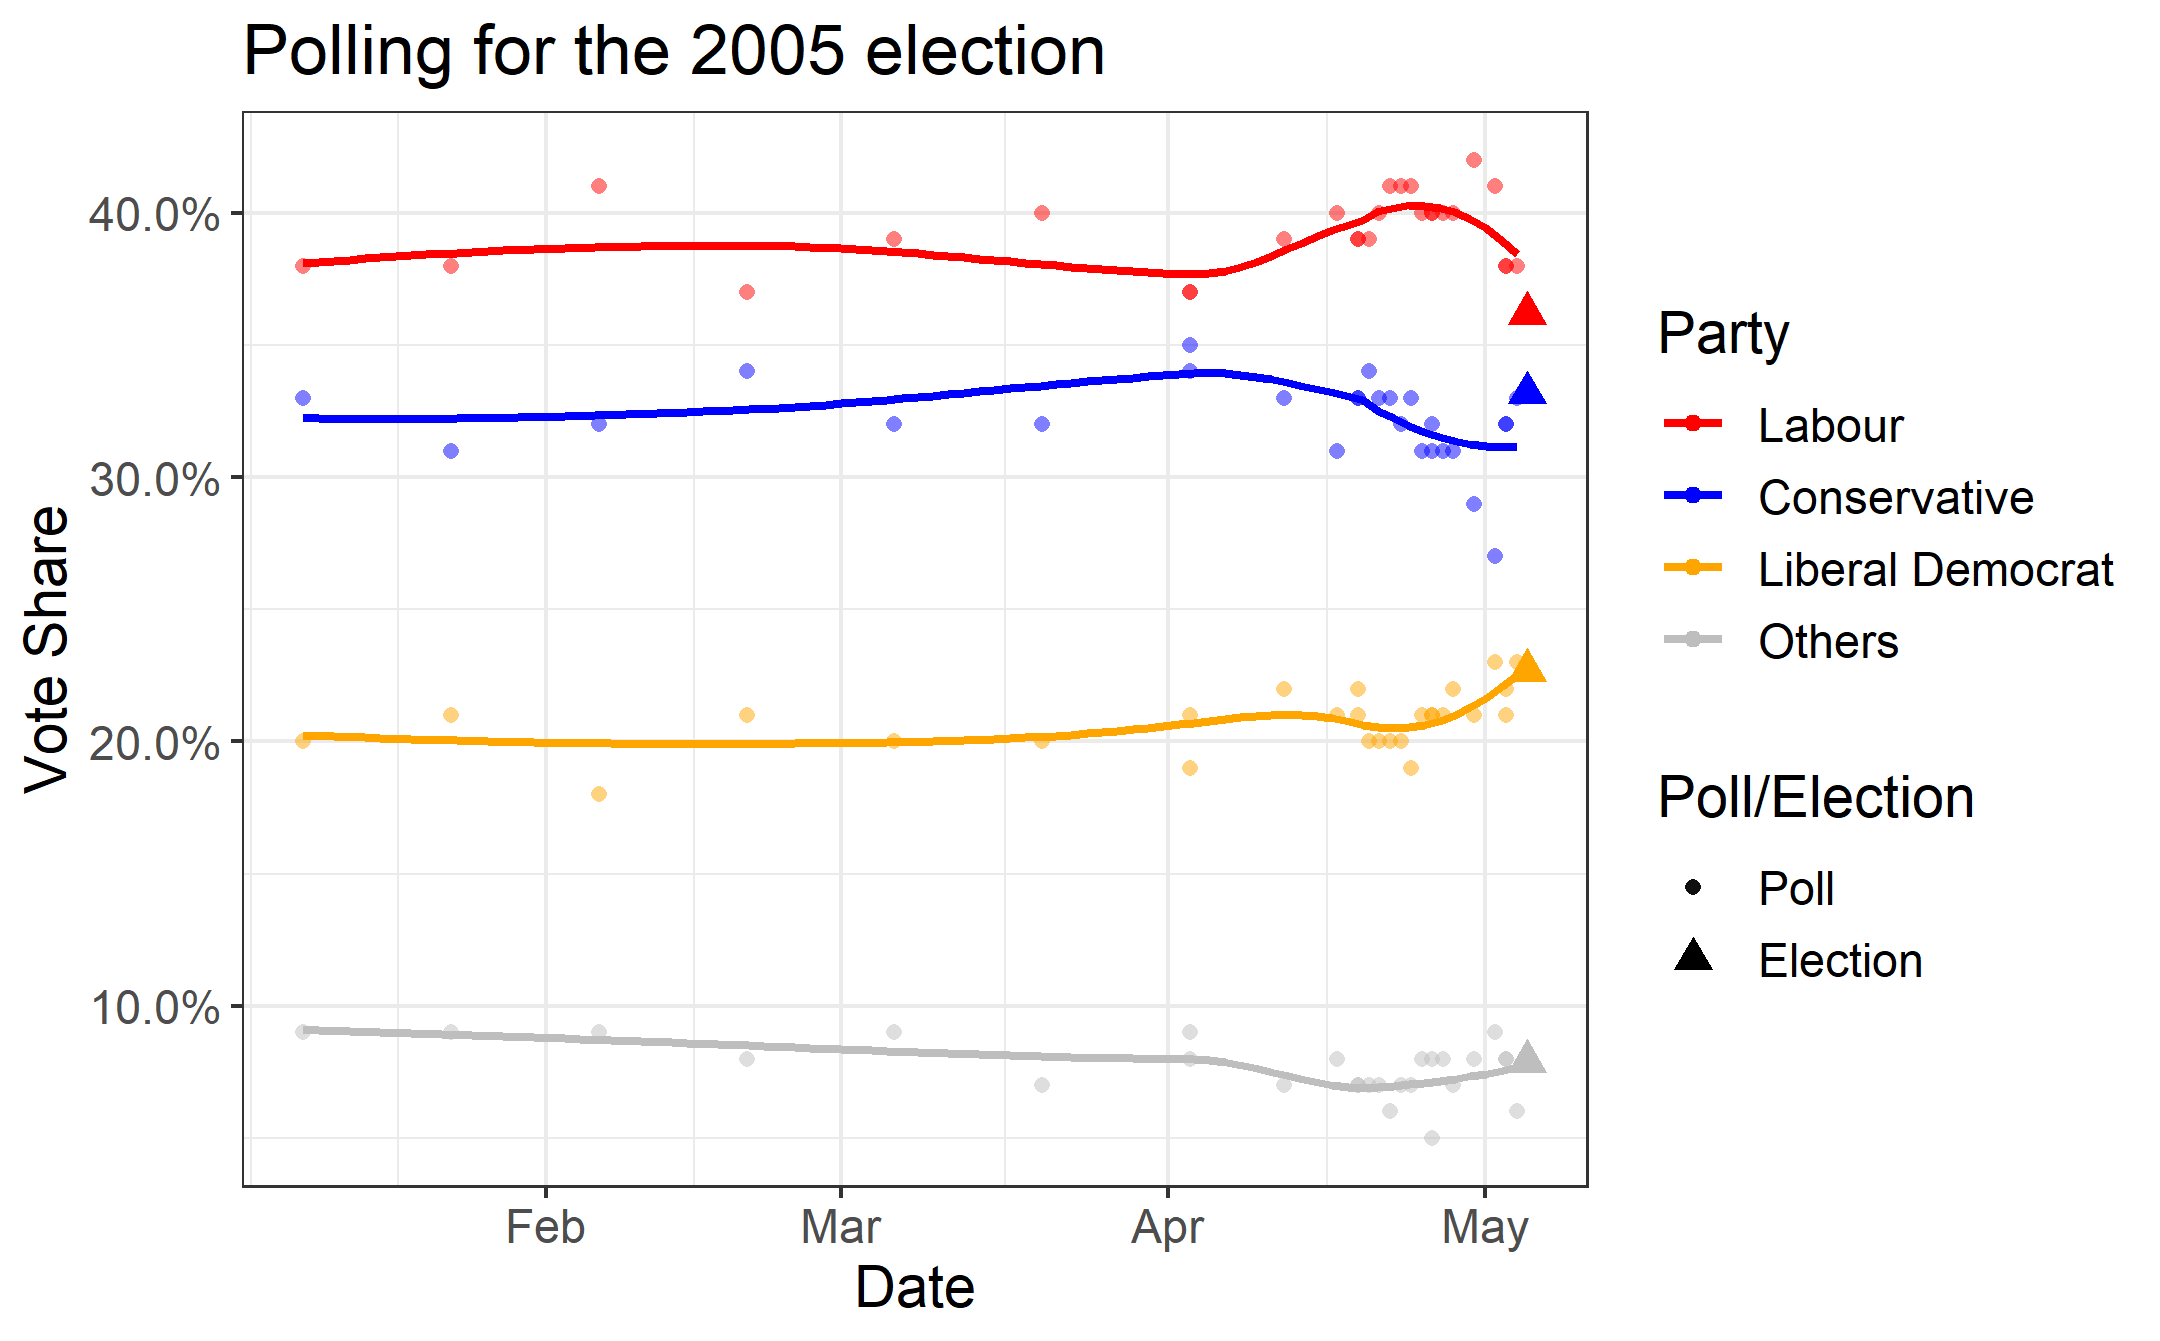 Polling for the 2005 election
Vote Share
40.0%
30.0%
20.0%
10.0%
Feb
Mar
Apr
May
Date
Party
Labour
Conservative
Liberal Democrat
Others
Poll/Election
Poll
Election